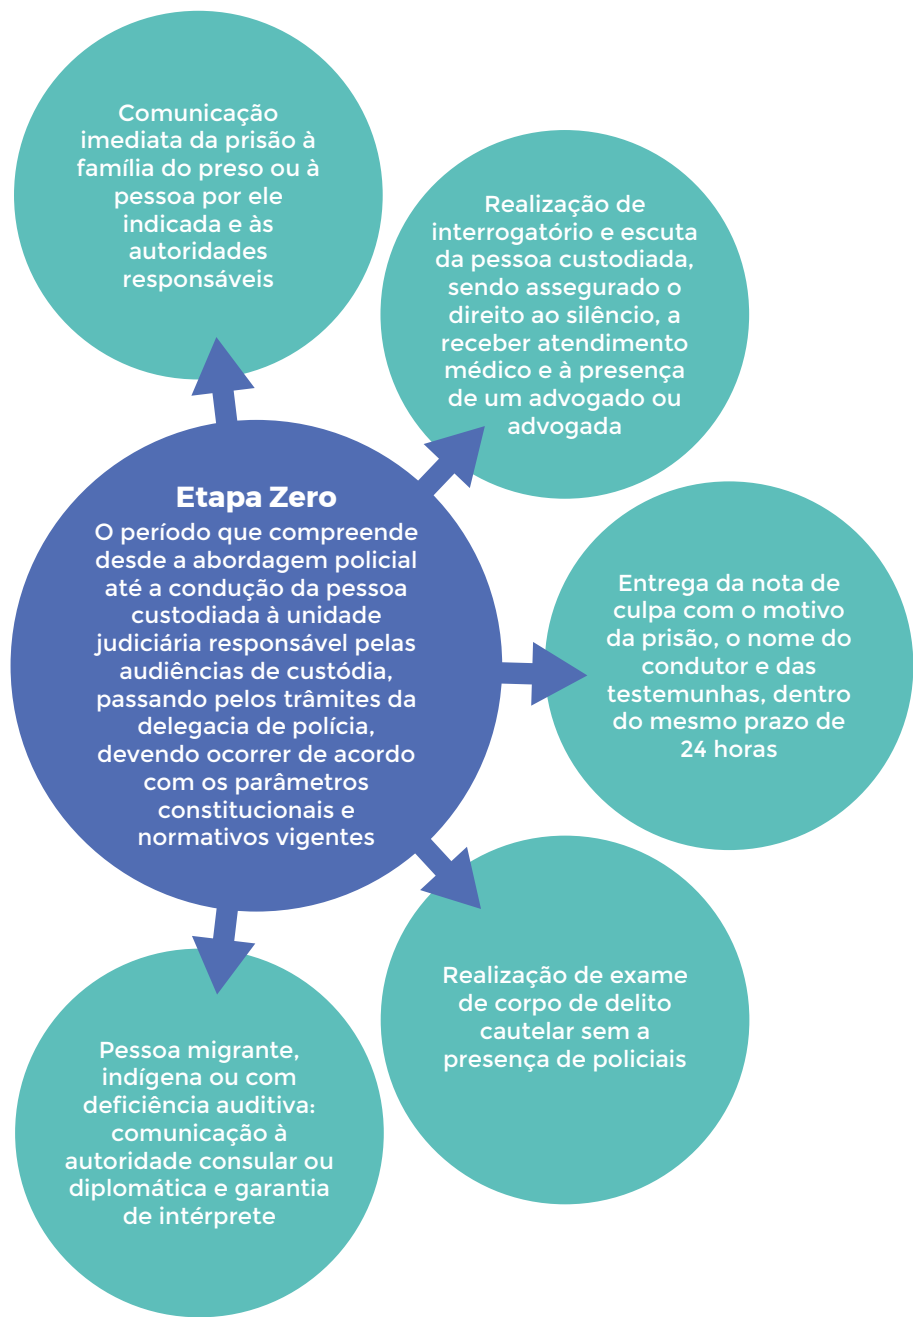 Comunicação
imediata da prisão à
família do preso ou à
pessoa por ele
indicada e às
autoridades
responsáveis
Realização de
interrogatório e escuta
da pessoa custodiada,
sendo assegurado o
direito ao silêncio, a
receber atendimento
médico e à presença
de um advogado ou
advogada
Etapa Zero
O período que compreende
desde a abordagem policial
até a condução da pessoa
custodiada à unidade
judiciária responsável pelas
audiências de custódia,
passando pelos trâmites da
delegacia de polícia,
devendo ocorrer de acordo
com os parâmetros
constitucionais e
normativos vigentes
Entrega da nota de
culpa com o motivo
da prisão, o nome do
condutor e das
testemunhas, dentro
do mesmo prazo de
24 horas
Realização de exame
de corpo de delito
cautelar sem a
presença de policiais
Pessoa migrante,
indígena ou com
deficiência auditiva:
comunicação à
autoridade consular ou
diplomática e garantia
de intérprete